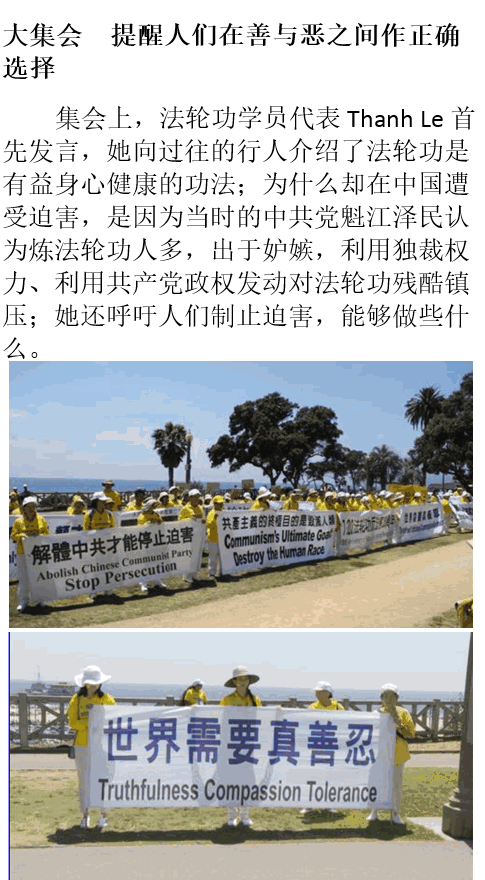 大集会　提醒人们在善与恶之间作正确
选择
集会上，法轮功学员代表 Thanh Le 首
先发言，她向过往的行人介绍了法轮功是
有益身心健康的功法；为什么却在中国遭
受迫害，是因为当时的中共党魁江泽民认
为炼法轮功人多，出于妒嫉，利用独裁权
力、利用共产党政权发动对法轮功残酷镇
压；她还呼吁人们制止迫害，能够做些什
么。
解體中共才能停止迫害
Abolish Chinese Communist Party
Stop Persecution
共產主義的終極目的是毀滅人類
Communism's Ultimate Goal
Destroy the Human Race
世界需要真善忍
Truthfulness Compassion Tolerance